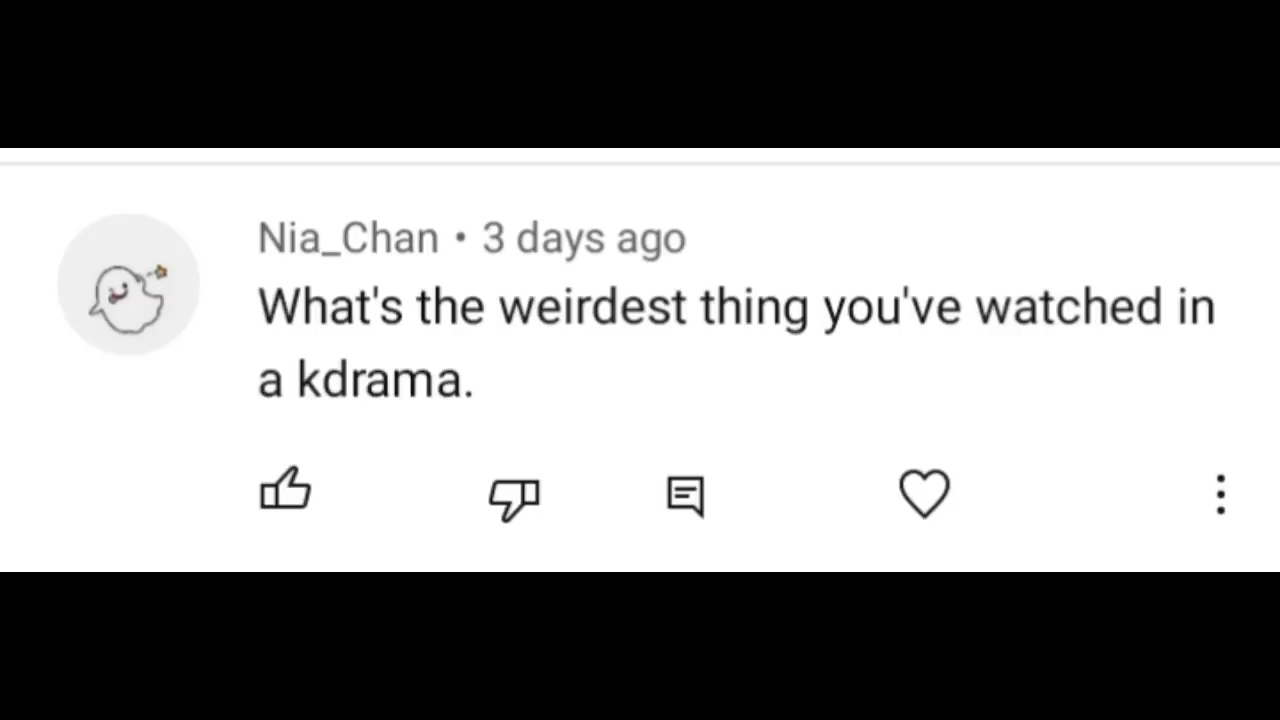 Nia_Chan • 3 days ago
What's the weirdest thing you've watched in
a kdrama.